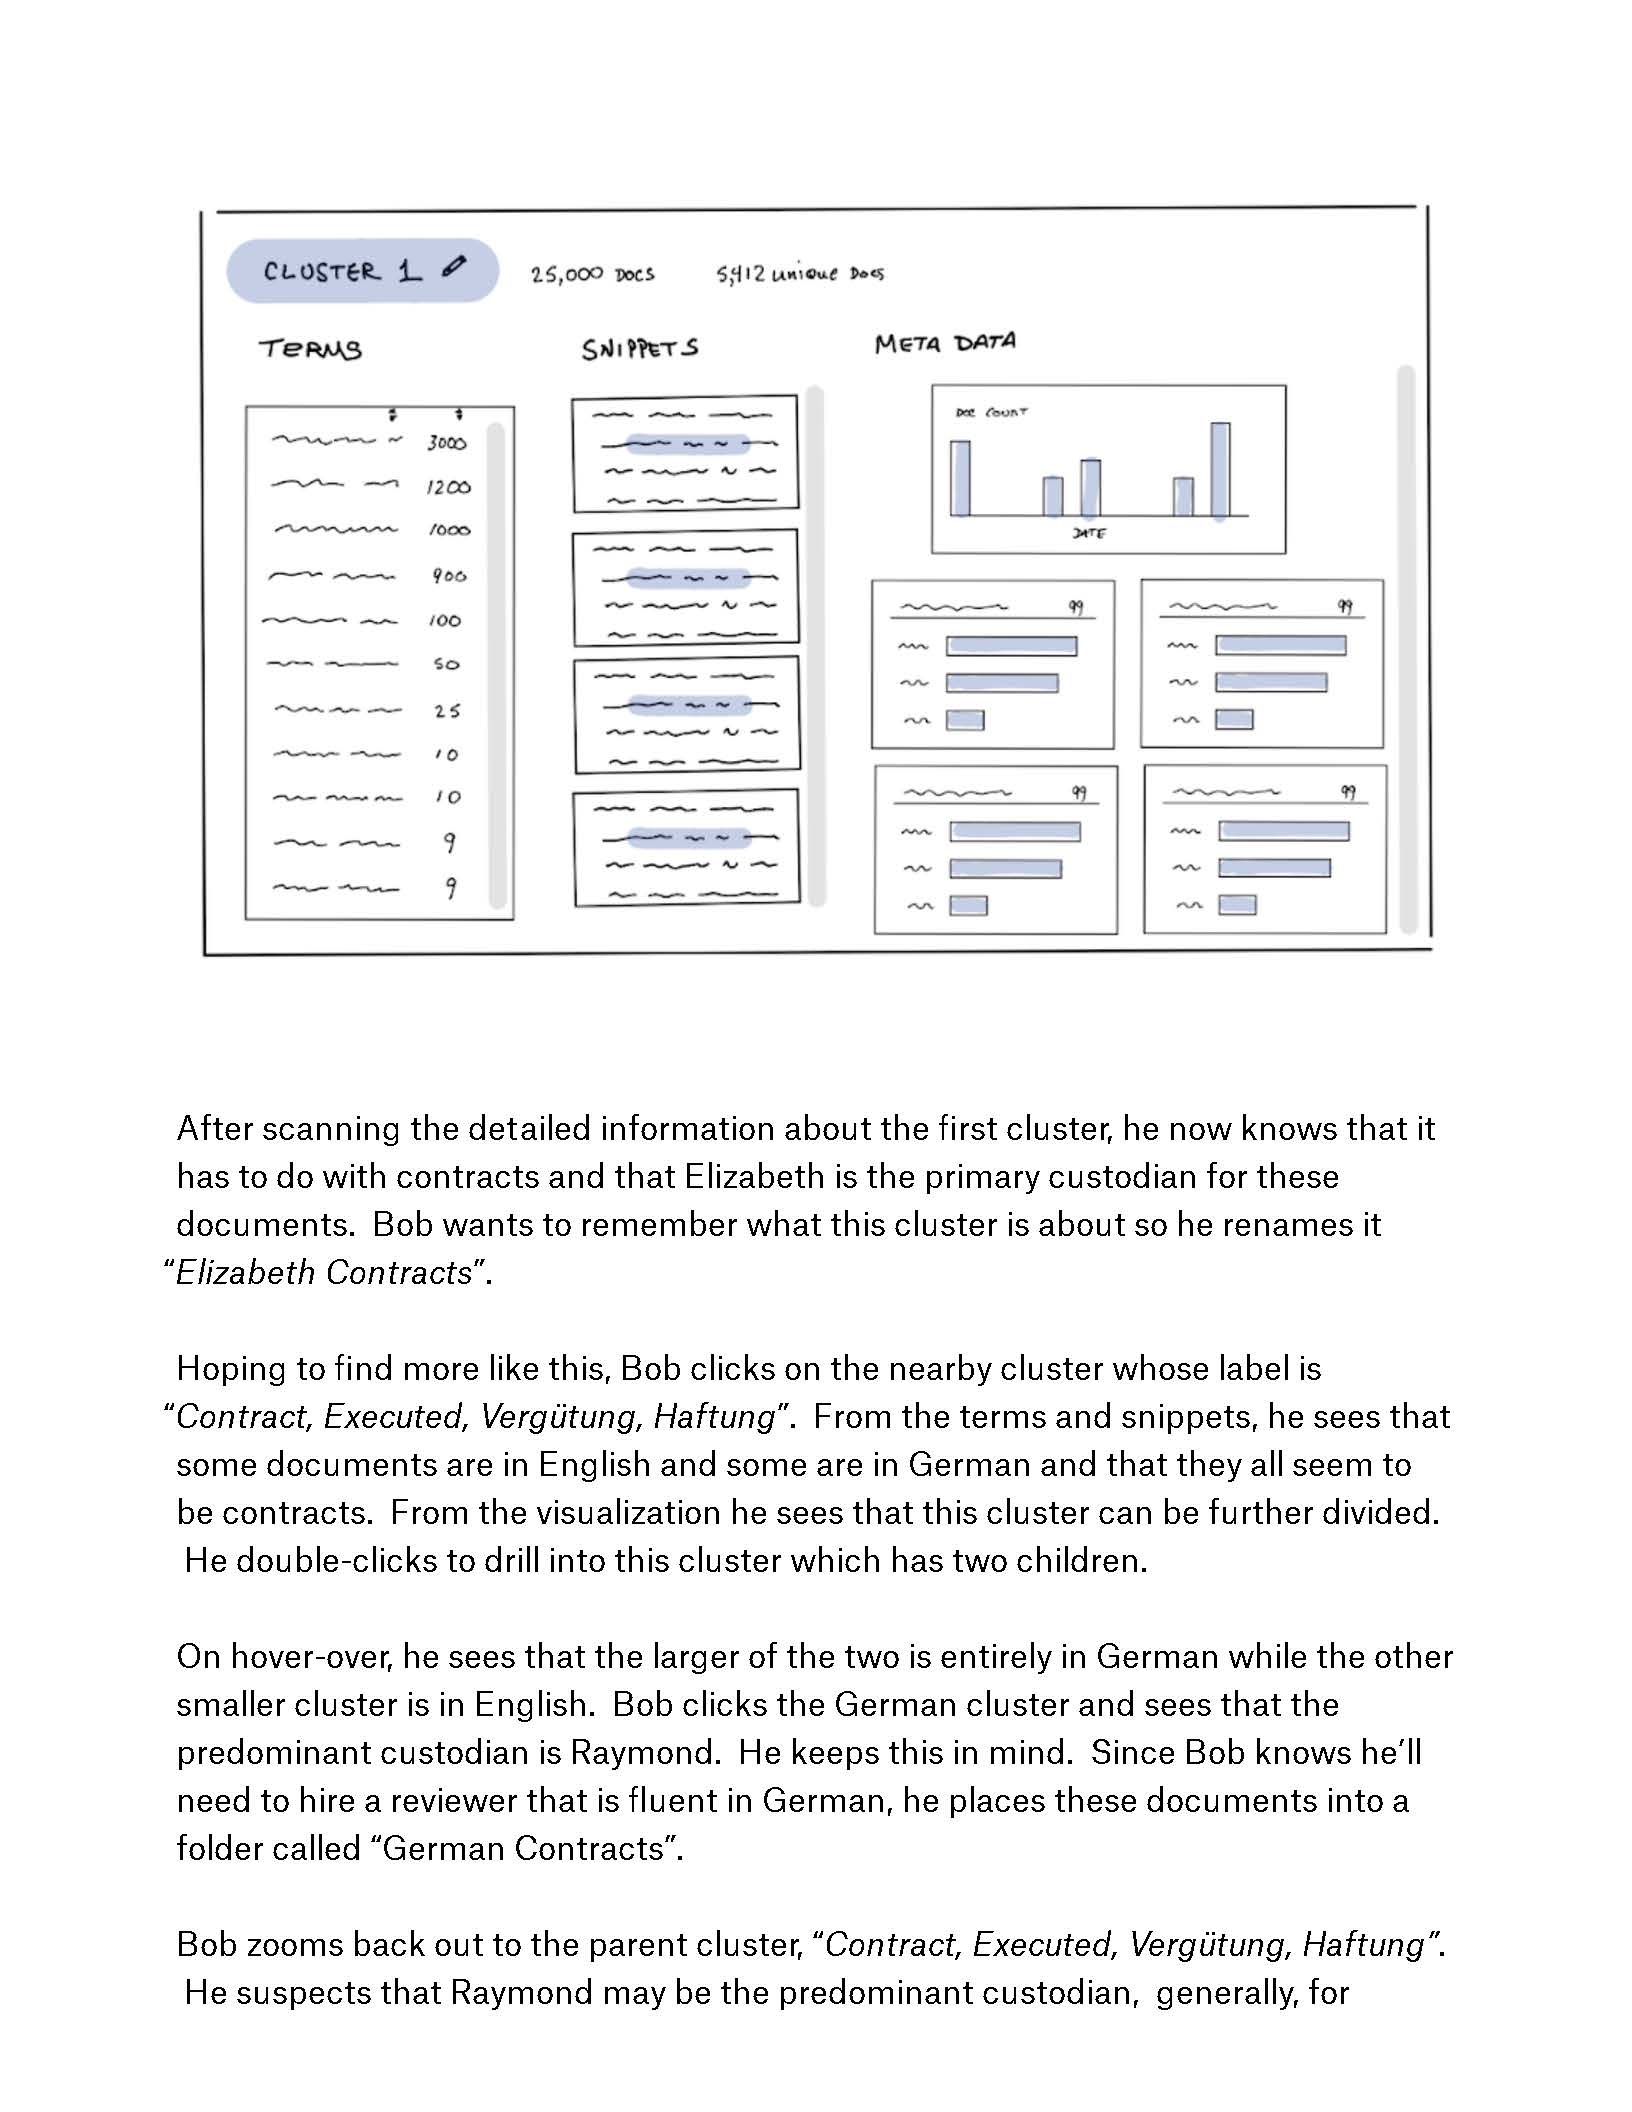 CLUSTER 1 25,000 DOCS 5,412 unique Docs
TERMS SNIPPETS META DATA
3000
1200
1000
900
100
50
25
10
10
9
9
DOC COUNT
DATE
99 99
99 99
After scanning the detailed information about the first cluster, he now knows that it
has to do with contracts and that Elizabeth is the primary custodian for these
documents.  Bob wants to remember what this cluster is about so he renames it
“Elizabeth Contracts”.
Hoping to find more like this, Bob clicks on the nearby cluster whose label is
“Contract, Executed, Vergütung, Haftung”.  From the terms and snippets, he sees that
some documents are in English and some are in German and that they all seem to
be contracts.  From the visualization he sees that this cluster can be further divided.
He double-clicks to drill into this cluster which has two children.
On hover-over, he sees that the larger of the two is entirely in German while the other
smaller cluster is in English.  Bob clicks the German cluster and sees that the
predominant custodian is Raymond.  He keeps this in mind.  Since Bob knows he’ll
need to hire a reviewer that is fluent in German, he places these documents into a
folder called “German Contracts”.
Bob zooms back out to the parent cluster, “Contract, Executed, Vergütung, Haftung”.
He suspects that Raymond may be the predominant custodian,  generally, for